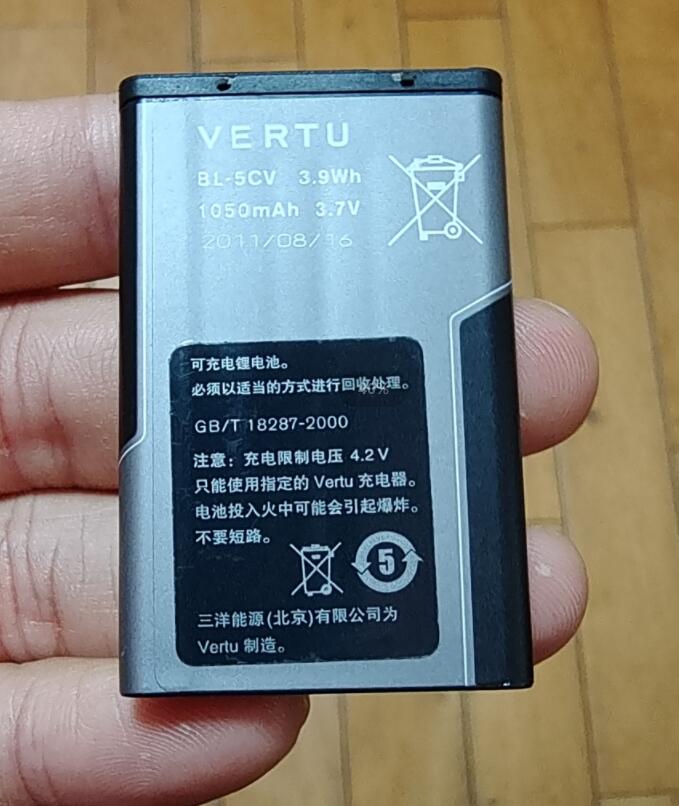 VERTU
BL-5CV 3.9Wh
1050mAh 3.7V
2011/08/16
可充电锂电池。
必须以适当的方式进行回收处理。
GB/T 18287-2000
注意：充电限制电压 4.2 V
只能使用指定的 Vertu 充电器。
电池投入火中可能会引起爆炸。
不要短路。
5
三洋能源(北京)有限公司为
Vertu 制造。